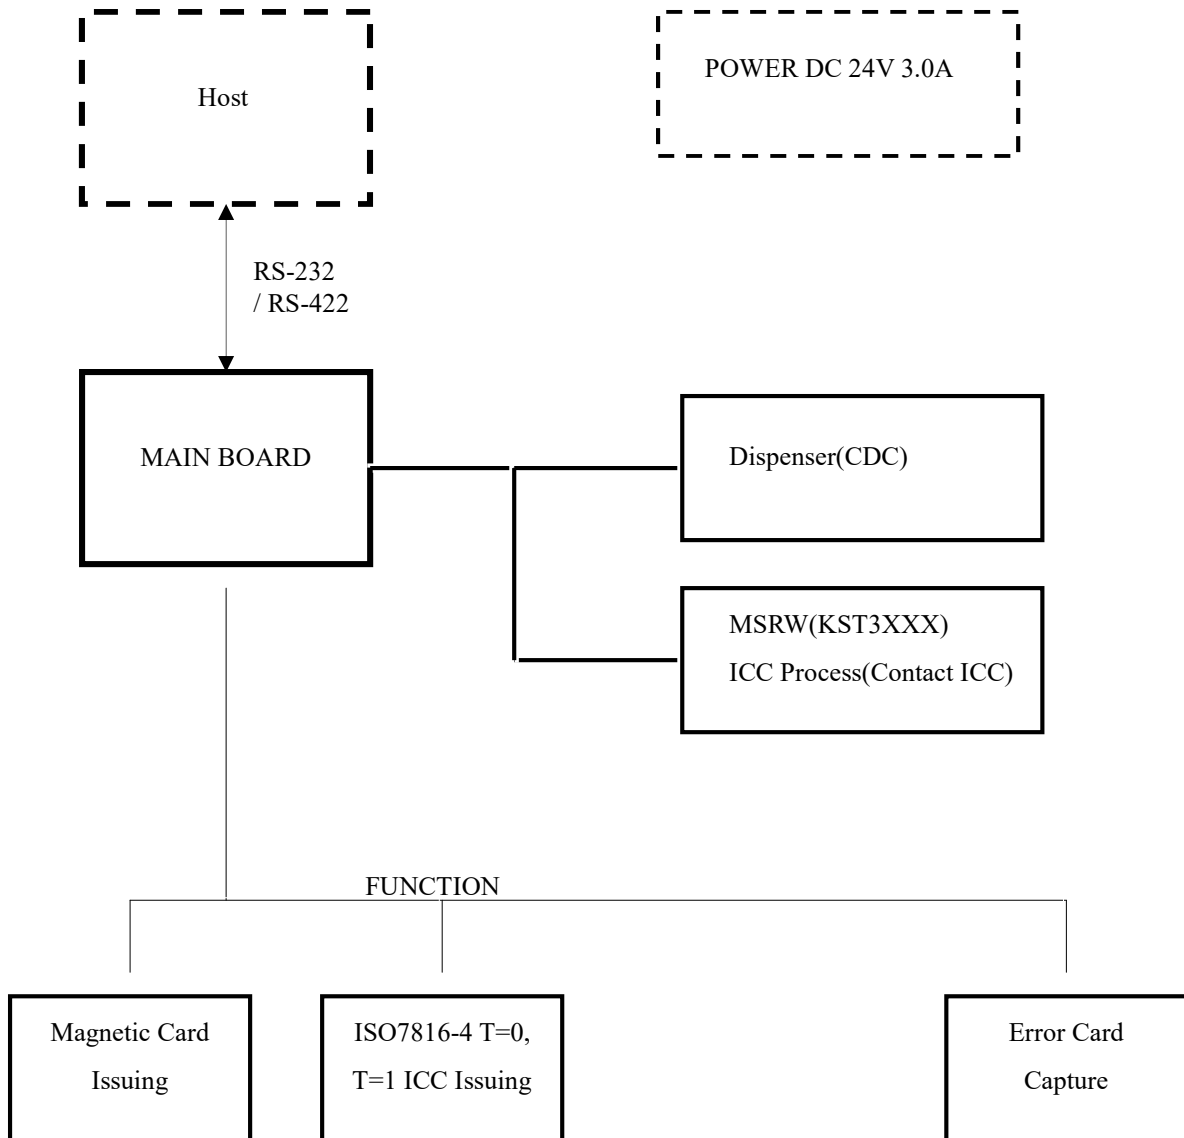 Host
POWER DC 24V 3.0A
RS-232
/ RS-422
MAIN BOARD
Dispenser(CDC)
MSRW(KST3XXX)
ICC Process(Contact ICC)
FUNCTION
Magnetic Card
Issuing
ISO7816-4 T=0,
T=1 ICC Issuing
Error Card
Capture